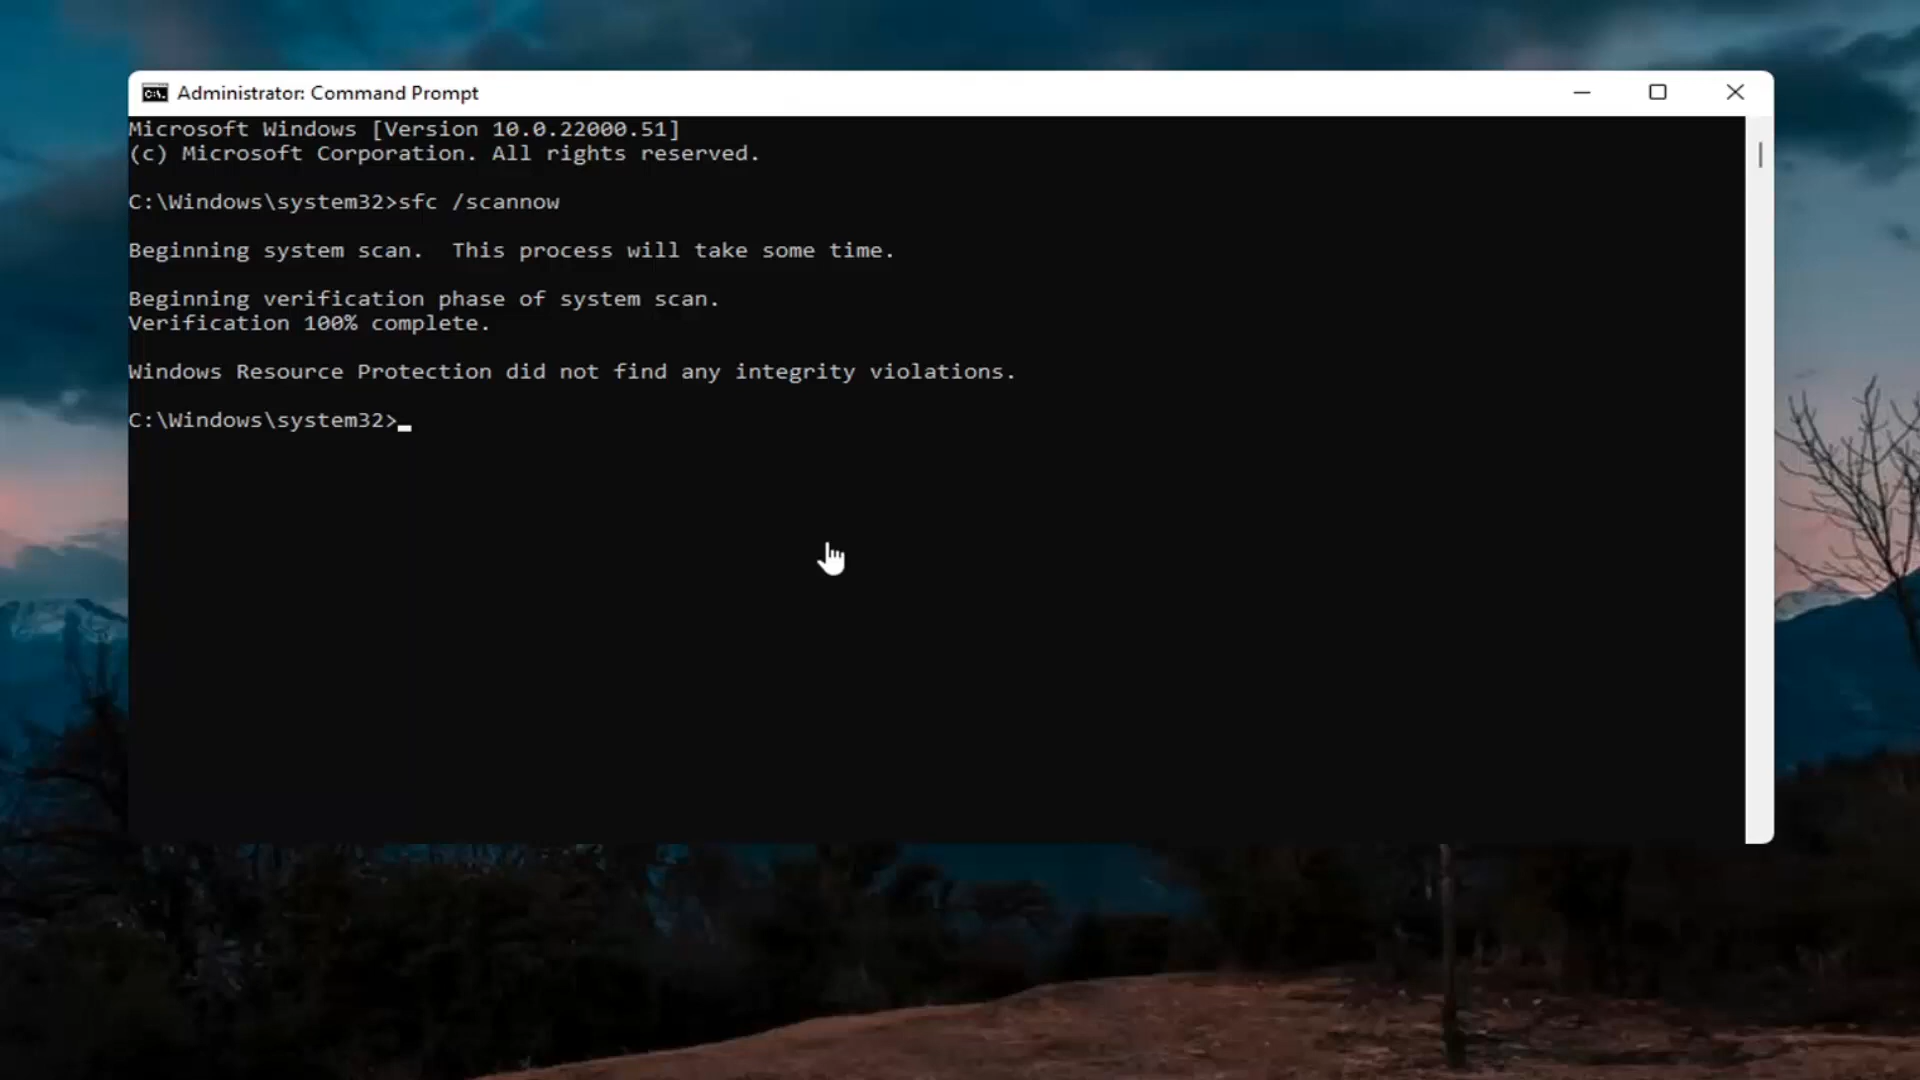 Administrator: Command Prompt
Microsoft Windows [Version 10.0.22000.51]
(c) Microsoft Corporation. All rights reserved.
C:\Windows\system32>sfc /scannow
Beginning system scan.  This process will take some time.
Beginning verification phase of system scan.
Verification 100% complete.
Windows Resource Protection did not find any integrity violations.
C:\Windows\system32>